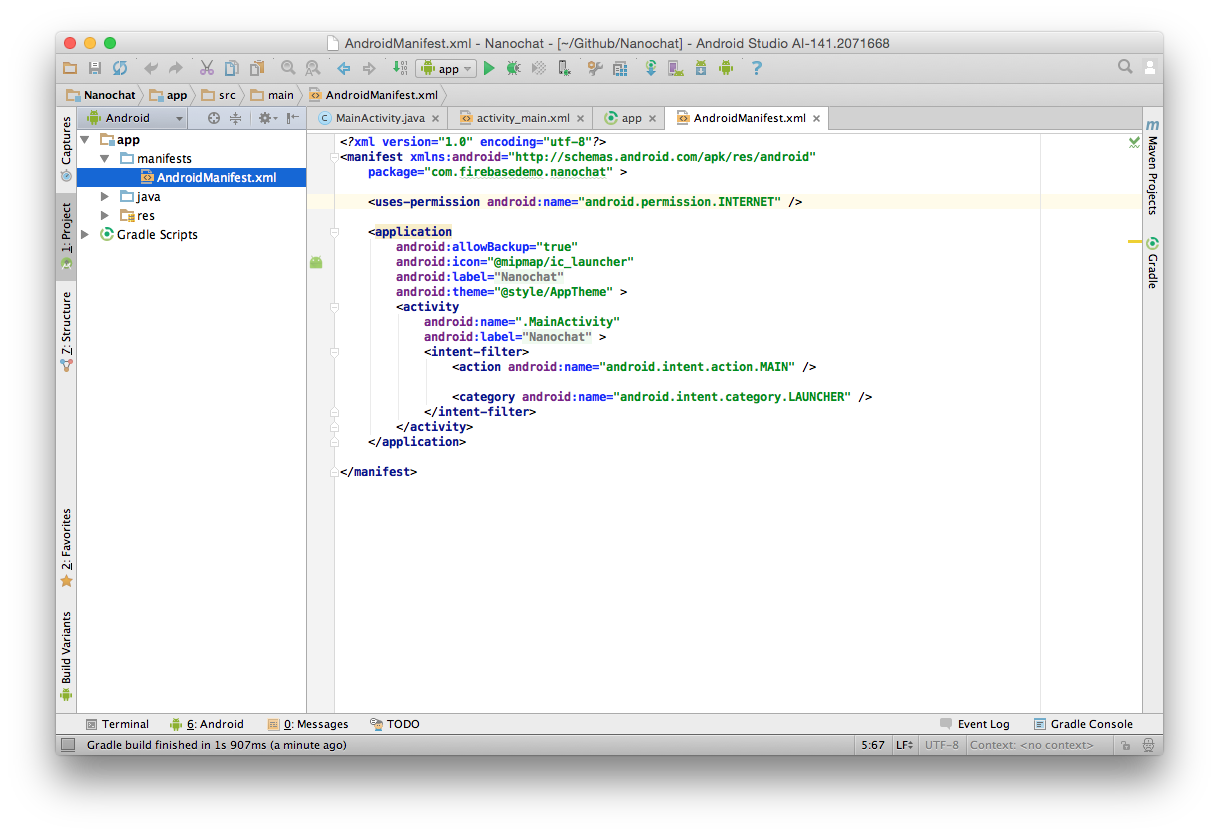 AndroidManifest.xml - Nanochat - [~/Github/Nanochat] - Android Studio AI-141.2071668
app
Nanochat app src main AndroidManifest.xml
Android
MainActivity.java activity_main.xml app AndroidManifest.xml
Captures
1: Project
7: Structure
2: Favorites
Build Variants
app
manifests
AndroidManifest.xml
java
res
Gradle Scripts
<?xml version="1.0" encoding="utf-8"?>
<manifest xmlns:android="http://schemas.android.com/apk/res/android"
package="com.firebasedemo.nanochat" >
<uses-permission android:name="android.permission.INTERNET" />
<application
android:allowBackup="true"
android:icon="@mipmap/ic_launcher"
android:label="Nanochat"
android:theme="@style/AppTheme" >
<activity
android:name=".MainActivity"
android:label="Nanochat" >
<intent-filter>
<action android:name="android.intent.action.MAIN" />
<category android:name="android.intent.category.LAUNCHER" />
</intent-filter>
</activity>
</application>
</manifest>
m
Maven Projects
Gradle
Terminal 6: Android 0: Messages TODO Event Log Gradle Console
Gradle build finished in 1s 907ms (a minute ago) 5:67 LF UTF-8 Context: <no context>